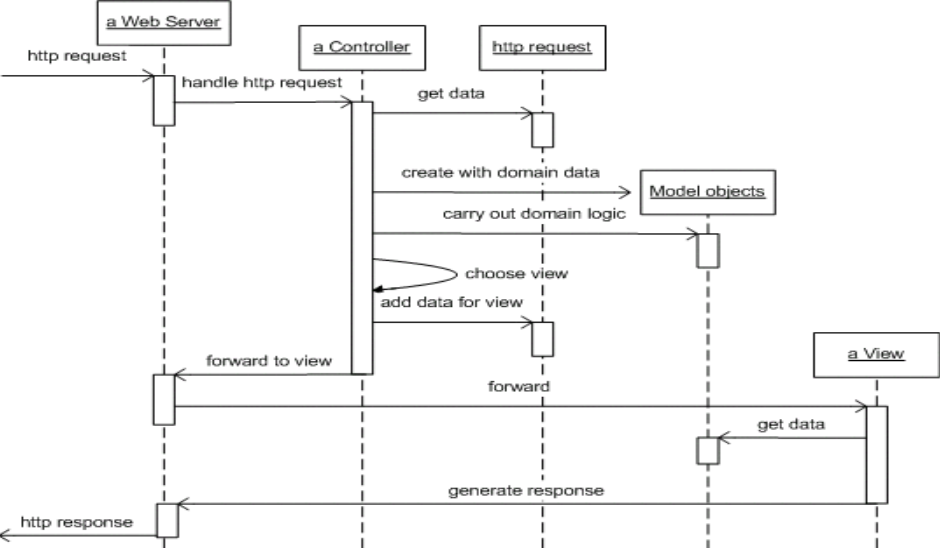 a Web Server
a Controller
http request
http request
handle http request
get data
create with domain data
Model objects
carry out domain logic
choose view
add data for view
a View
forward to view
forward
get data
generate response
http response